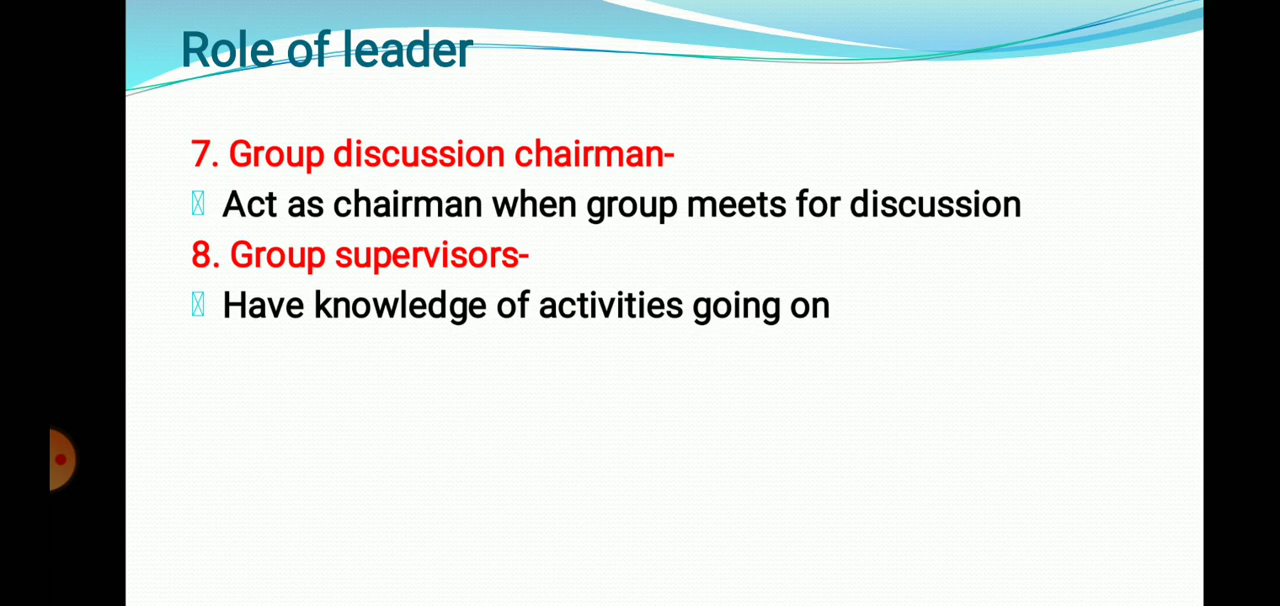 Role of leader
7. Group discussion chairman-
Act as chairman when group meets for discussion
8. Group supervisors-
Have knowledge of activities going on